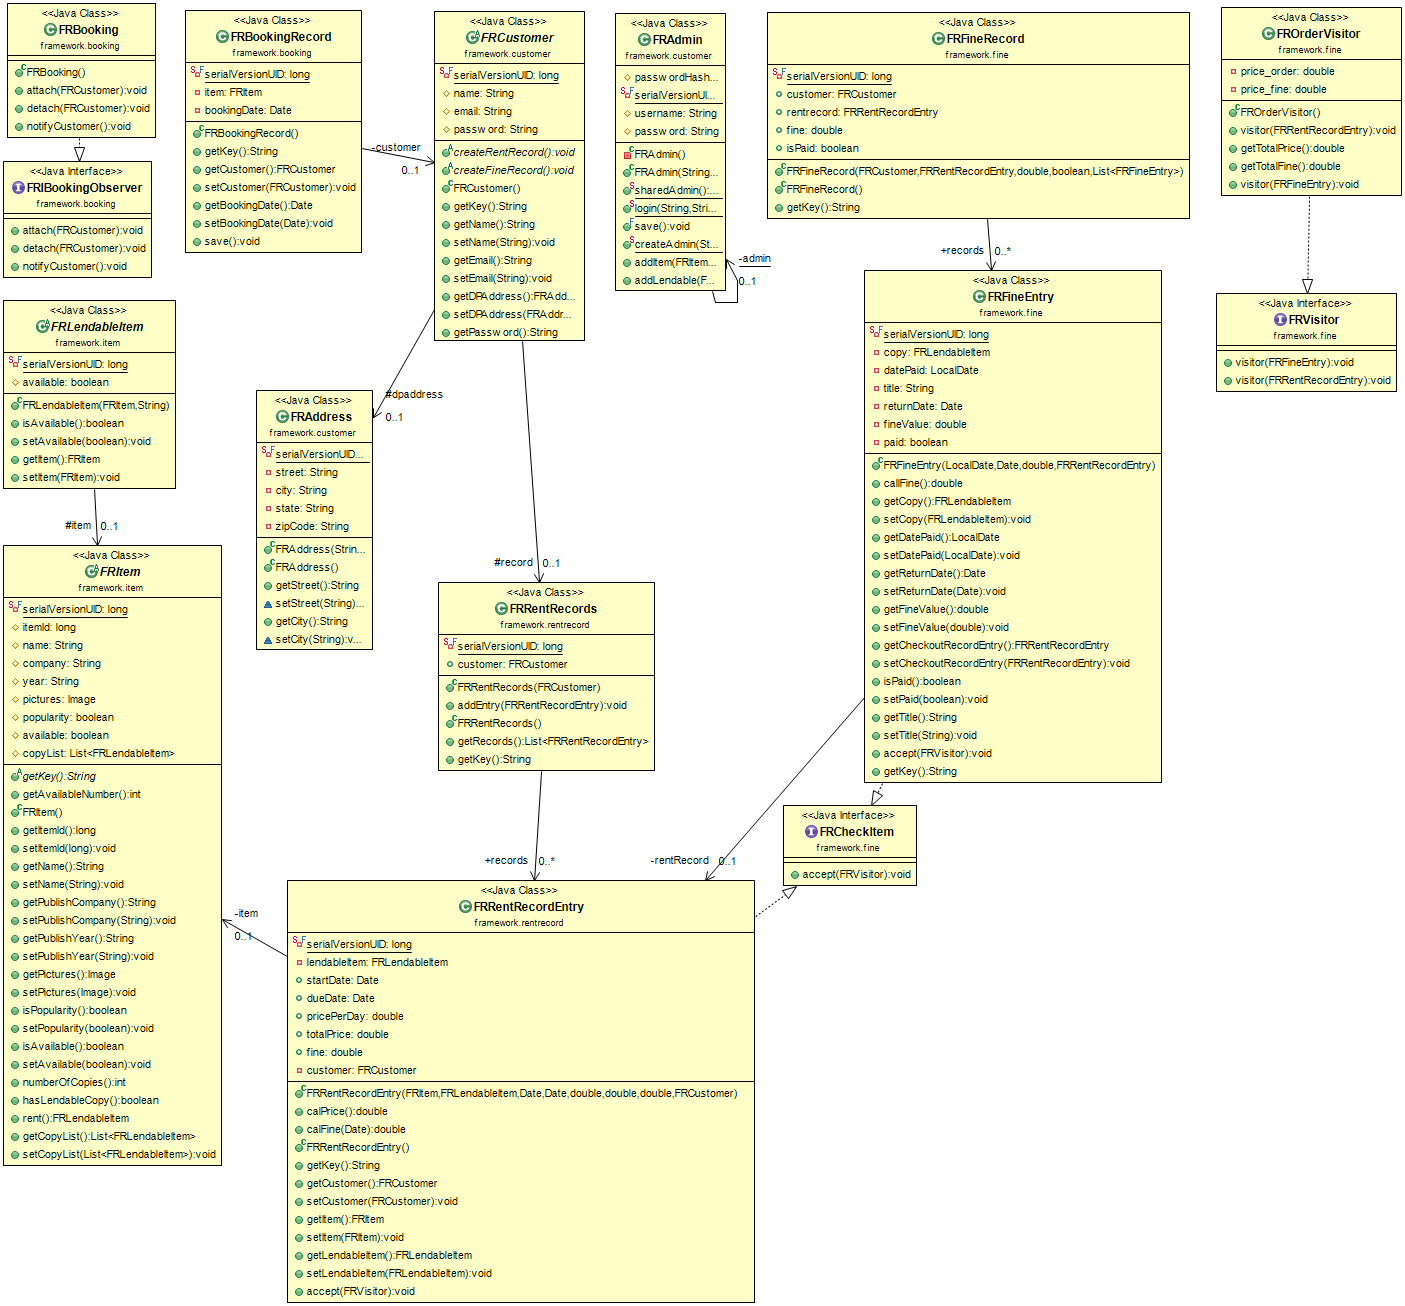 <<Java Class>>
FRBooking
framework.booking
FRBooking()
attach(FRCustomer):void
detach(FRCustomer):void
notifyCustomer():void
<<Java Interface>>
FRIBookingObserver
framework.booking
attach(FRCustomer):void
detach(FRCustomer):void
notifyCustomer():void
<<Java Class>>
FRBookingRecord
framework.booking
serialVersionUID: long
item: FRItem
bookingDate: Date
FRBookingRecord()
getKey():String
getCustomer():FRCustomer
setCustomer(FRCustomer):void
getBookingDate():Date
setBookingDate(Date):void
save():void
-customer
0..1
<<Java Class>>
FRCustomer
framework.customer
serialVersionUID: long
name: String
email: String
password: String
createRentRecord():void
createFineRecord():void
FRCustomer()
getKey():String
getName():String
setName(String):void
getEmail():String
setEmail(String):void
getDPAddress():FRAdd...
setDPAddress(FRAddr...
getPassword():String
<<Java Class>>
FRAdmin
framework.customer
passwordHash...
serialVersionUI...
username: String
password: String
FRAdmin()
FRAdmin(String...
sharedAdmin():...
login(String,Stri...
save():void
createAdmin(St...
addItem(FRItem...
addLendable(F...
-admin
0..1
<<Java Class>>
FRFineRecord
framework.fine
serialVersionUID: long
customer: FRCustomer
rentrecord: FRRentRecordEntry
fine: double
isPaid: boolean
FRFineRecord(FRCustomer,FRRentRecordEntry,double,boolean,List<FRFineEntry>)
FRFineRecord()
getKey():String
+records
0..*
<<Java Class>>
FROrderVisitor
framework.fine
price_order: double
price_fine: double
FROrderVisitor()
visitor(FRRentRecordEntry):void
getTotalPrice():double
getTotalFine():double
visitor(FRFineEntry):void
<<Java Interface>>
FRVisitor
framework.fine
visitor(FRFineEntry):void
visitor(FRRentRecordEntry):void
<<Java Class>>
FRLendableItem
framework.item
serialVersionUID: long
available: boolean
FRLendableItem(FRItem,String)
isAvailable():boolean
setAvailable(boolean):void
getItem():FRItem
setItem(FRItem):void
#item
0..1
<<Java Class>>
FRAddress
framework.customer
serialVersionUID...
street: String
city: String
state: String
zipCode: String
FRAddress(Strin...
FRAddress()
getStreet():String
setStreet(String)...
getCity():String
setCity(String):v...
#dpaddress
0..1
<<Java Class>>
FRFineEntry
framework.fine
serialVersionUID: long
copy: FRLendableItem
datePaid: LocalDate
title: String
returnDate: Date
fineValue: double
paid: boolean
FRFineEntry(LocalDate,Date,double,FRRentRecordEntry)
callFine():double
getCopy():FRLendableItem
setCopy(FRLendableItem):void
getDatePaid():LocalDate
setDatePaid(LocalDate):void
getReturnDate():Date
setReturnDate(Date):void
getFineValue():double
setFineValue(double):void
getCheckoutRecordEntry():FRRentRecordEntry
setCheckoutRecordEntry(FRRentRecordEntry):void
isPaid():boolean
setPaid(boolean):void
getTitle():String
setTitle(String):void
accept(FRVisitor):void
getKey():String
<<Java Class>>
FRItem
framework.item
serialVersionUID: long
itemId: long
name: String
company: String
year: String
pictures: Image
popularity: boolean
available: boolean
copyList: List<FRLendableItem>
getKey():String
getAvailableNumber():int
FRItem()
getItemId():long
setItemId(long):void
getName():String
setName(String):void
getPublishCompany():String
setPublishCompany(String):void
getPublishYear():String
setPublishYear(String):void
getPictures():Image
setPictures(Image):void
isPopularity():boolean
setPopularity(boolean):void
isAvailable():boolean
setAvailable(boolean):void
numberOfCopies():int
hasLendableCopy():boolean
rent():FRLendableItem
getCopyList():List<FRLendableItem>
setCopyList(List<FRLendableItem>):void
#record
0..1
<<Java Class>>
FRRentRecords
framework.rentrecord
serialVersionUID: long
customer: FRCustomer
FRRentRecords(FRCustomer)
addEntry(FRRentRecordEntry):void
FRRentRecords()
getRecords():List<FRRentRecordEntry>
getKey():String
+records
0..*
-rentRecord
0..1
<<Java Interface>>
FRCheckItem
framework.fine
accept(FRVisitor):void
-item
0..1
<<Java Class>>
FRRentRecordEntry
framework.rentrecord
serialVersionUID: long
lendableItem: FRLendableItem
startDate: Date
dueDate: Date
pricePerDay: double
totalPrice: double
fine: double
customer: FRCustomer
FRRentRecordEntry(FRItem,FRLendableItem,Date,Date,double,double,double,FRCustomer)
calPrice():double
calFine(Date):double
FRRentRecordEntry()
getKey():String
getCustomer():FRCustomer
setCustomer(FRCustomer):void
getItem():FRItem
setItem(FRItem):void
getLendableItem():FRLendableItem
setLendableItem(FRLendableItem):void
accept(FRVisitor):void